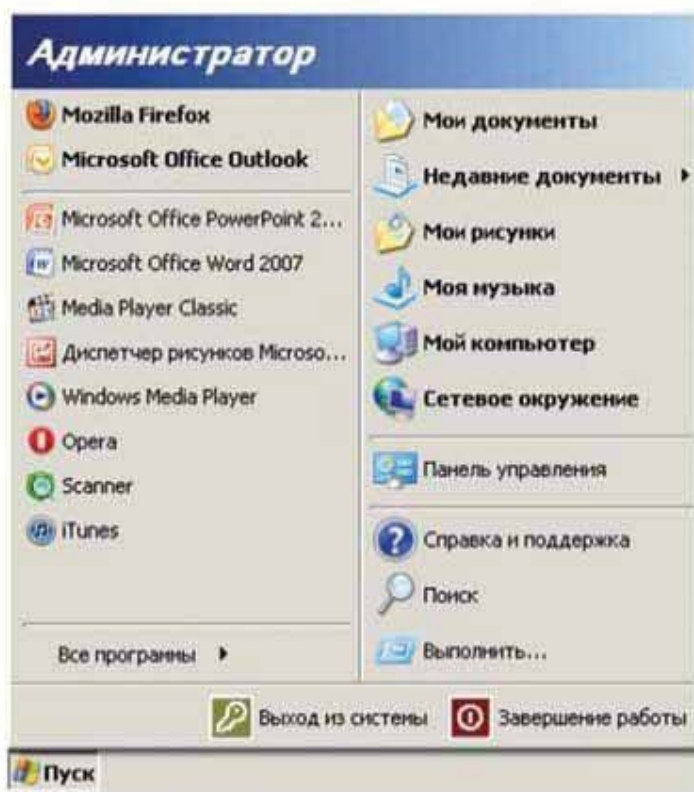 Администратор
Mozilla Firefox
Microsoft Office Outlook
Microsoft Office PowerPoint 2...
Microsoft Office Word 2007
Media Player Classic
Диспетчер рисунков Microso...
Windows Media Player
Opera
Scanner
iTunes
Все программы
Мои документы
Недавние документы
Мои рисунки
Моя музыка
Мой компьютер
Сетевое окружение
Панель управления
Справка и поддержка
Поиск
Выполнить...
Выход из системы
Завершение работы
Пуск